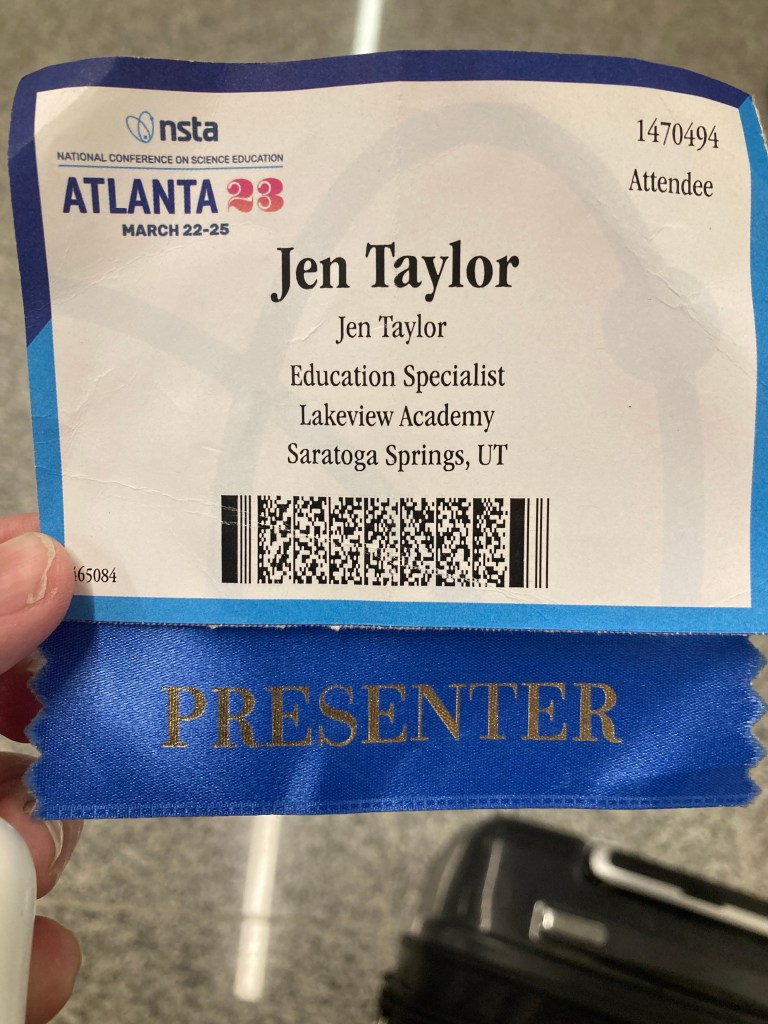 nsta
NATIONAL CONFERENCE ON SCIENCE EDUCATION
ATLANTA 23
MARCH 22-25
1470494
Attendee
Jen Taylor
Jen Taylor
Education Specialist
Lakeview Academy
Saratoga Springs, UT
65084
PRESENTER